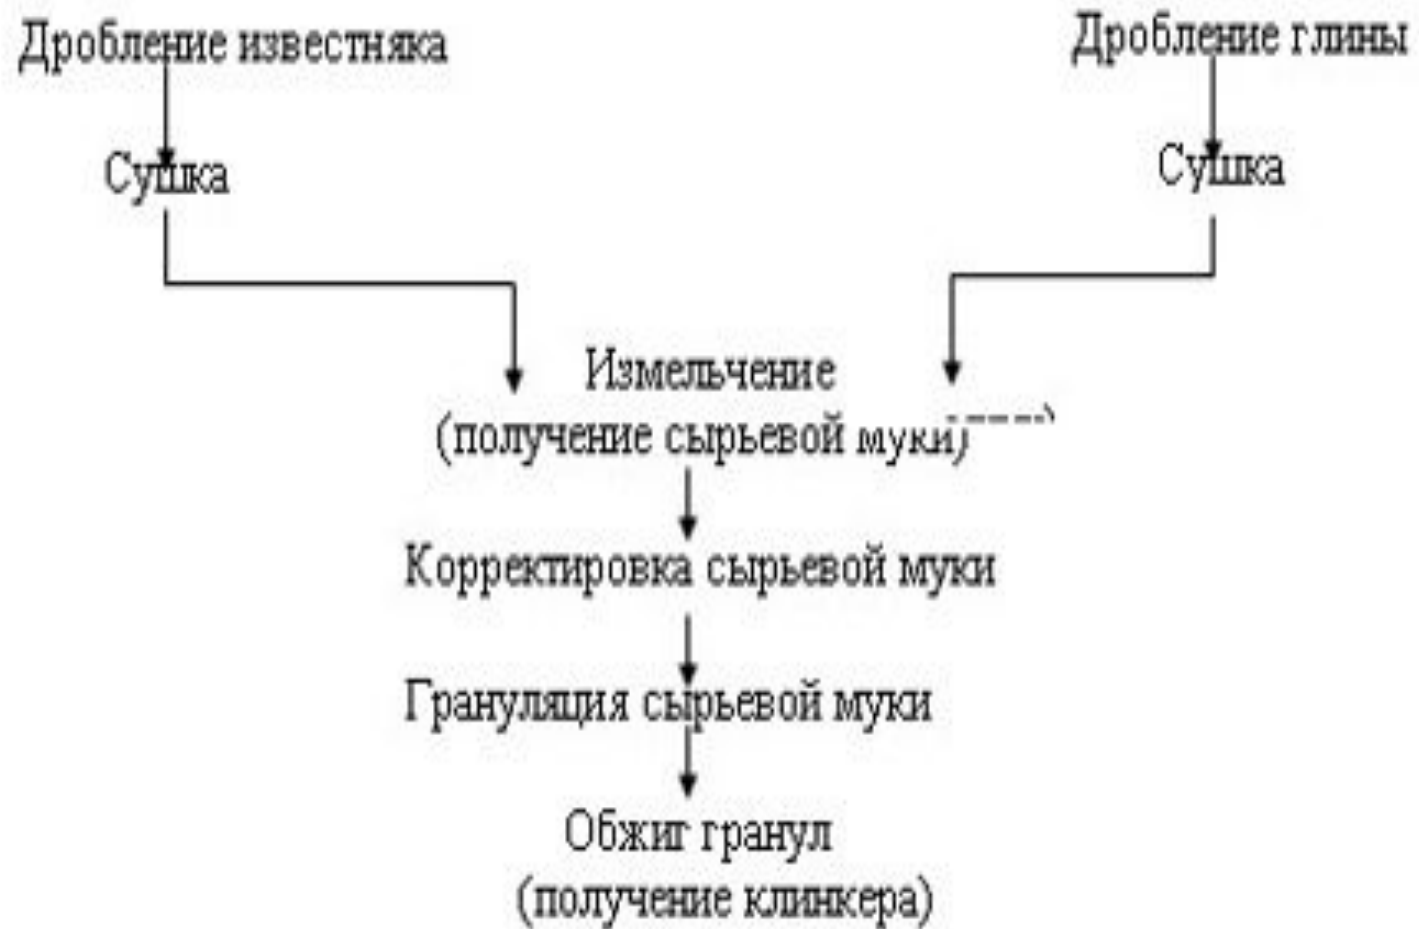 Дробление известняка
Дробление глины
Сушка
Сушка
Измельчение
(получение сырьевой муки)
Корректировка сырьевой муки
Грануляция сырьевой муки
Обжиг гранул
(получение клинкера)